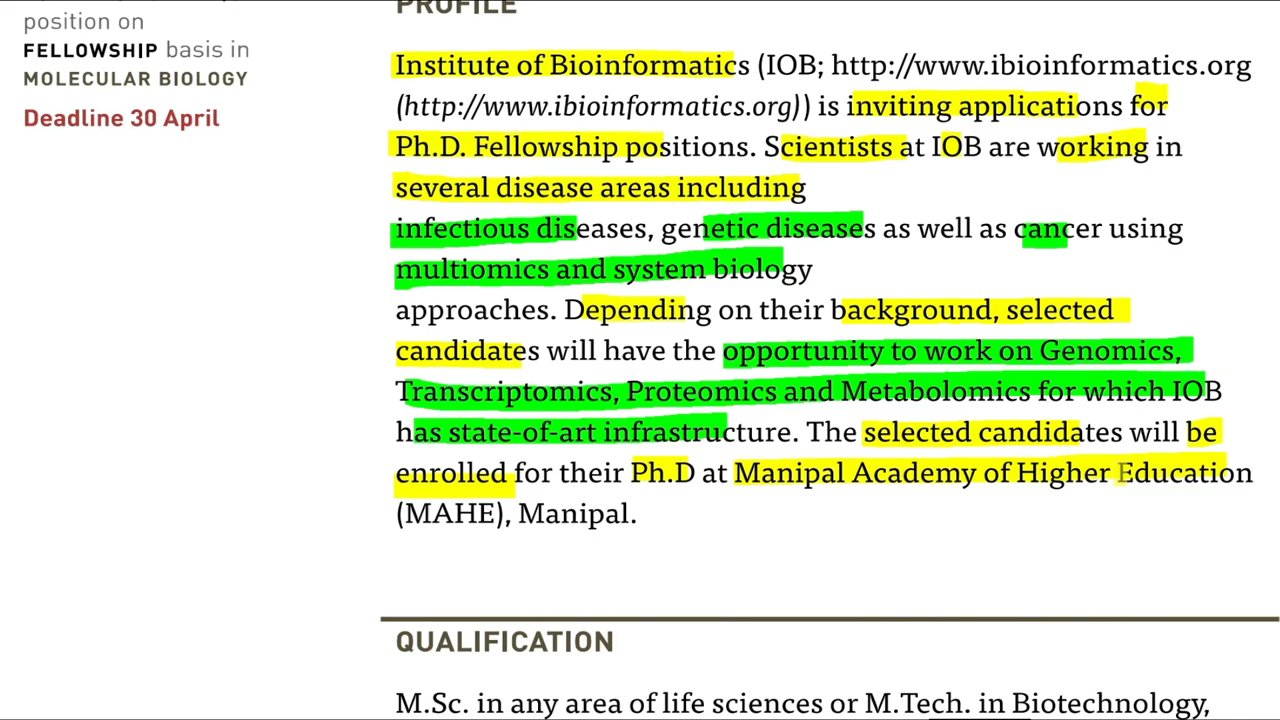 position on
FELLOWSHIP basis in
MOLECULAR BIOLOGY
Deadline 30 April
PROFILE
Institute of Bioinformatics (IOB; http://www.ibioinformatics.org
(http://www.ibioinformatics.org)) is inviting applications for
Ph.D. Fellowship positions. Scientists at IOB are working in
several disease areas including
infectious diseases, genetic diseases as well as cancer using
multiomics and system biology
approaches. Depending on their background, selected
candidates will have the opportunity to work on Genomics,
Transcriptomics, Proteomics and Metabolomics for which IOB
has state-of-art infrastructure. The selected candidates will be
enrolled for their Ph.D at Manipal Academy of Higher Education
(MAHE), Manipal.
QUALIFICATION
M.Sc. in any area of life sciences or M.Tech. in Biotechnology,